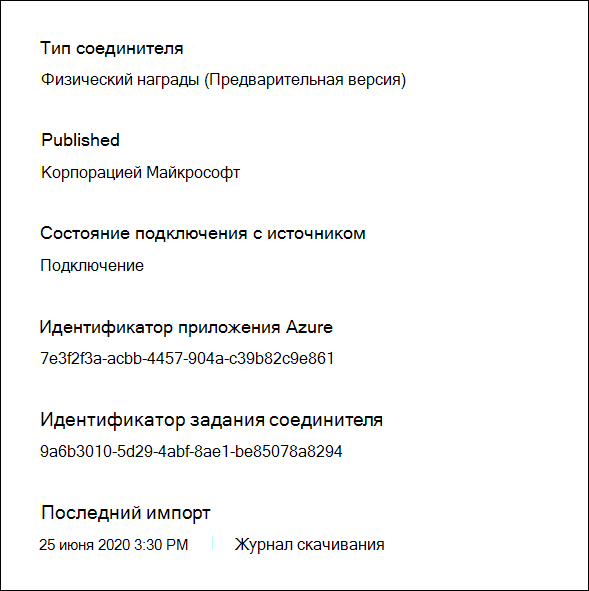 Тип соединителя
Физический награды (Предварительная версия)
Published
Корпорацией Майкрософт
Состояние подключения с источником
Подключение
Идентификатор приложения Azure
7e3f2f3a-acbb-4457-904a-c39b82c9e861
Идентификатор задания соединителя
9a6b3010-5d29-4abf-8ae1-be85078a8294
Последний импорт
25 июня 2020 3:30 PM | Журнал скачивания